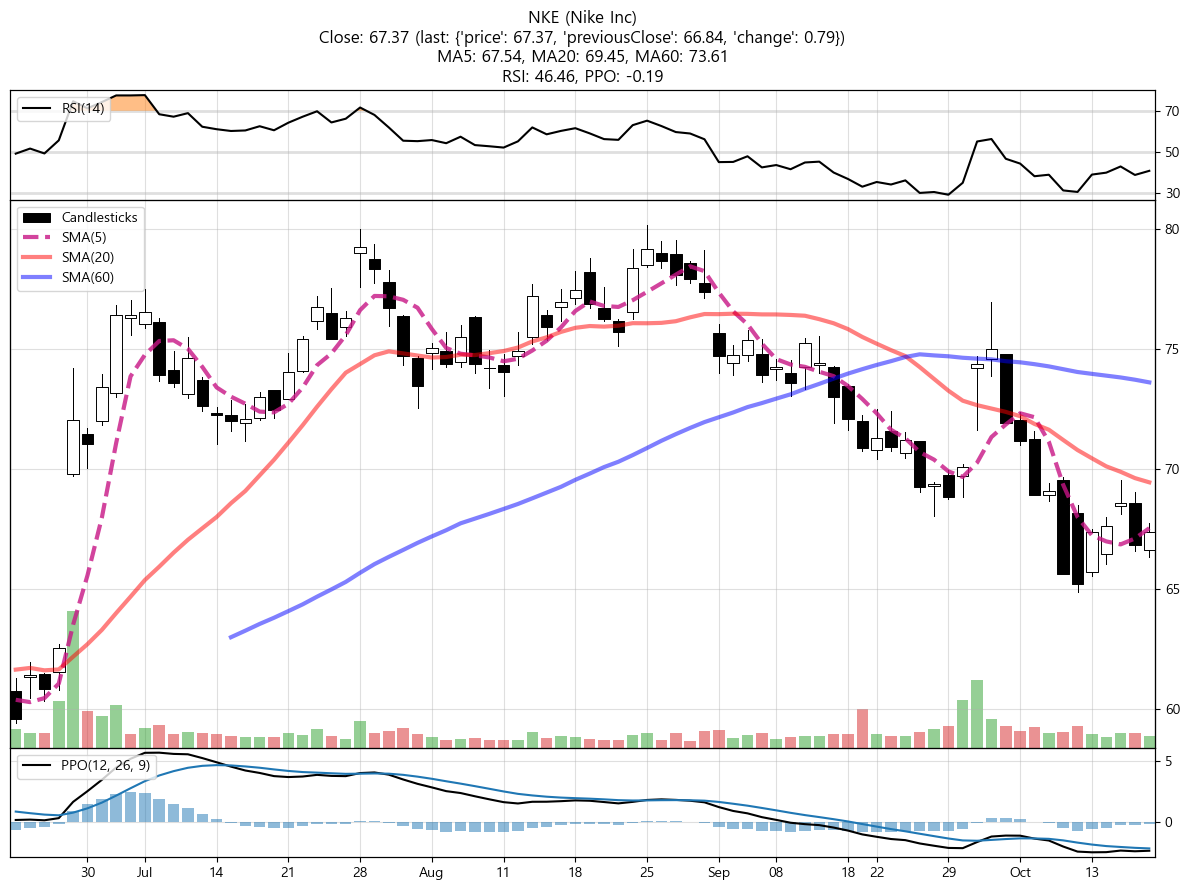 NKE (Nike Inc)
Close: 67.37 (last: {'price': 67.37, 'previousClose': 66.84, 'change': 0.79})
MA5: 67.54, MA20: 69.45, MA60: 73.61
RSI: 46.46, PPO: -0.19
RSI(14)
70
50
30
Candlesticks
SMA(5)
SMA(20)
SMA(60)
80
75
70
65
60
PPO(12, 26, 9)
5
0
30 Jul 14 21 28 Aug 11 18 25 Sep 08 18 22 29 Oct 13